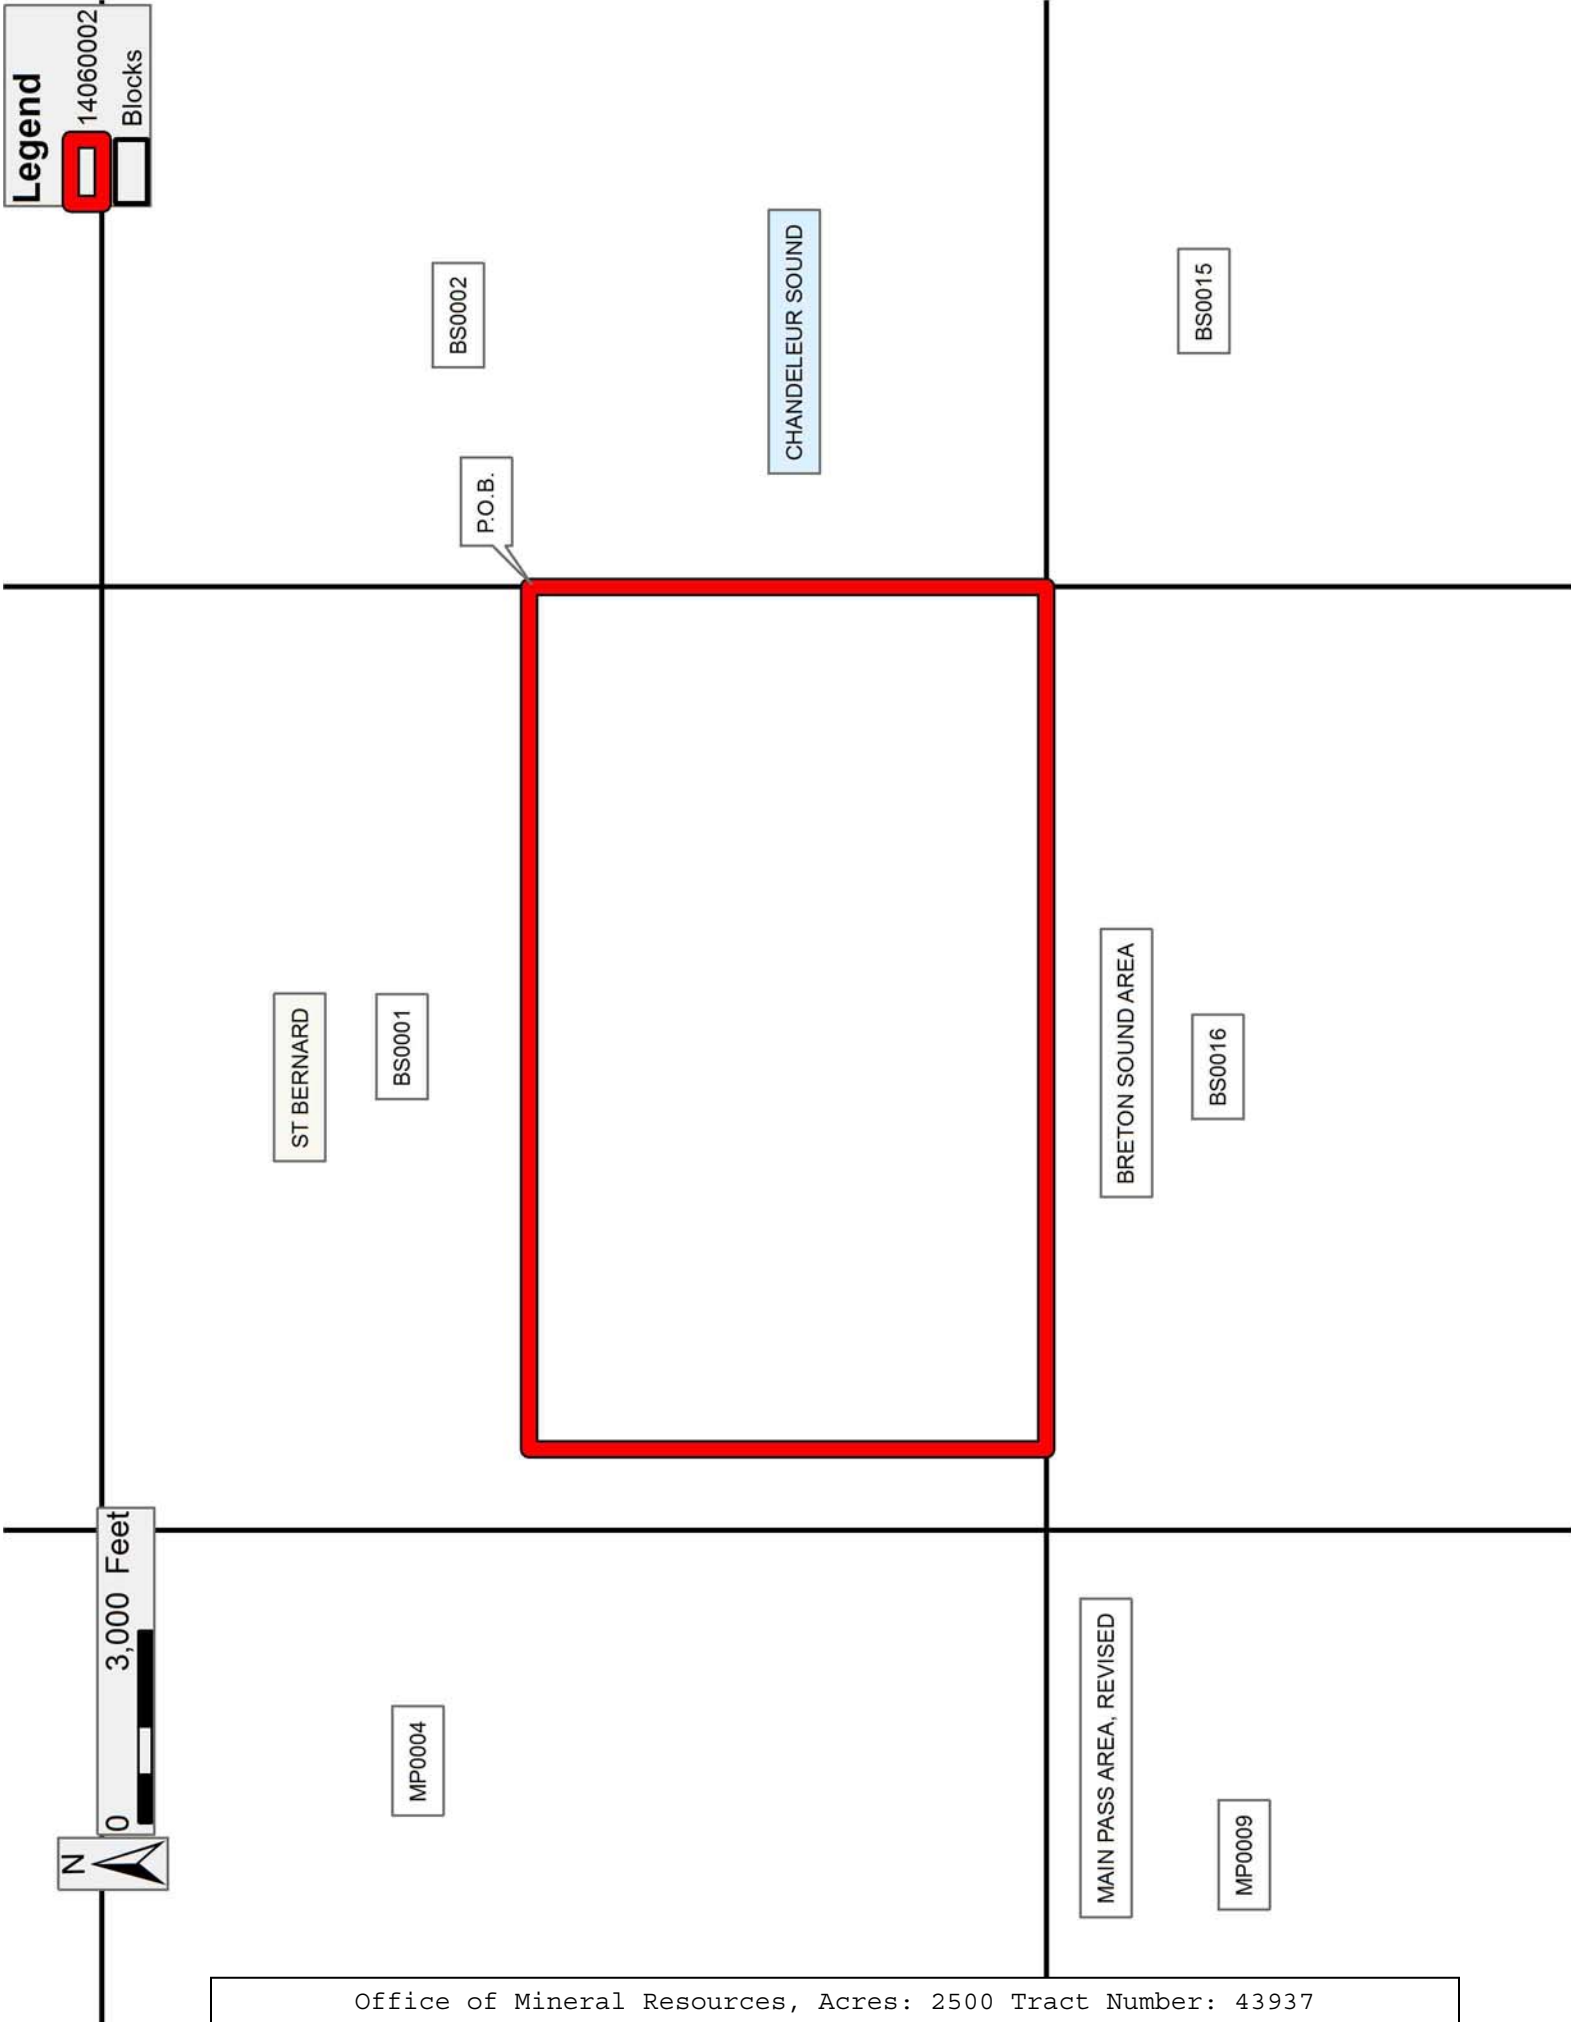 Legend
14060002
Blocks
BS0002
CHANDELEUR SOUND
BS0015
P.O.B.
ST BERNARD
BS0001
BRETON SOUND AREA
BS0016
0 3,000 Feet
N
MP0004
MAIN PASS AREA, REVISED
MP0009
Office of Mineral Resources, Acres: 2500 Tract Number: 43937